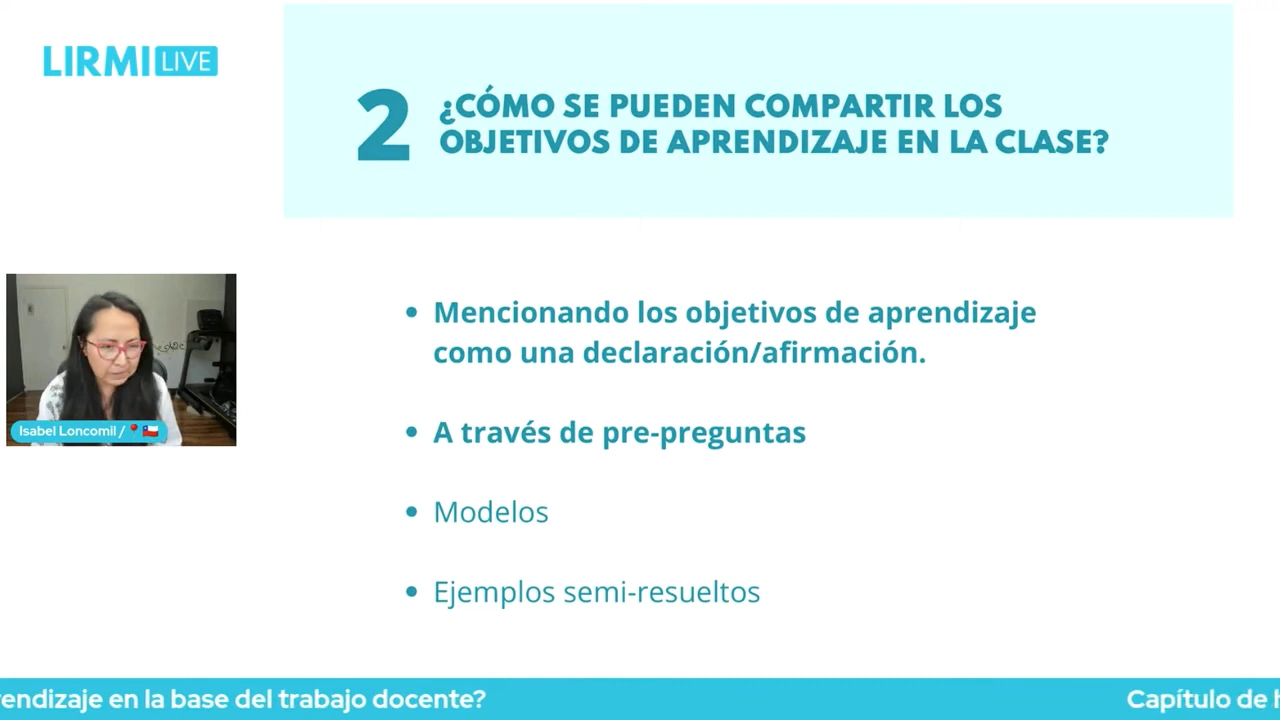 LIRMI LIVE
2 ¿CÓMO SE PUEDEN COMPARTIR LOS
OBJETIVOS DE APRENDIZAJE EN LA CLASE?
• Mencionando los objetivos de aprendizaje
como una declaración/afirmación.
• A través de pre-preguntas
• Modelos
• Ejemplos semi-resueltos
Isabel Loncomil /
rendizaje en la base del trabajo docente?
Capítulo de h